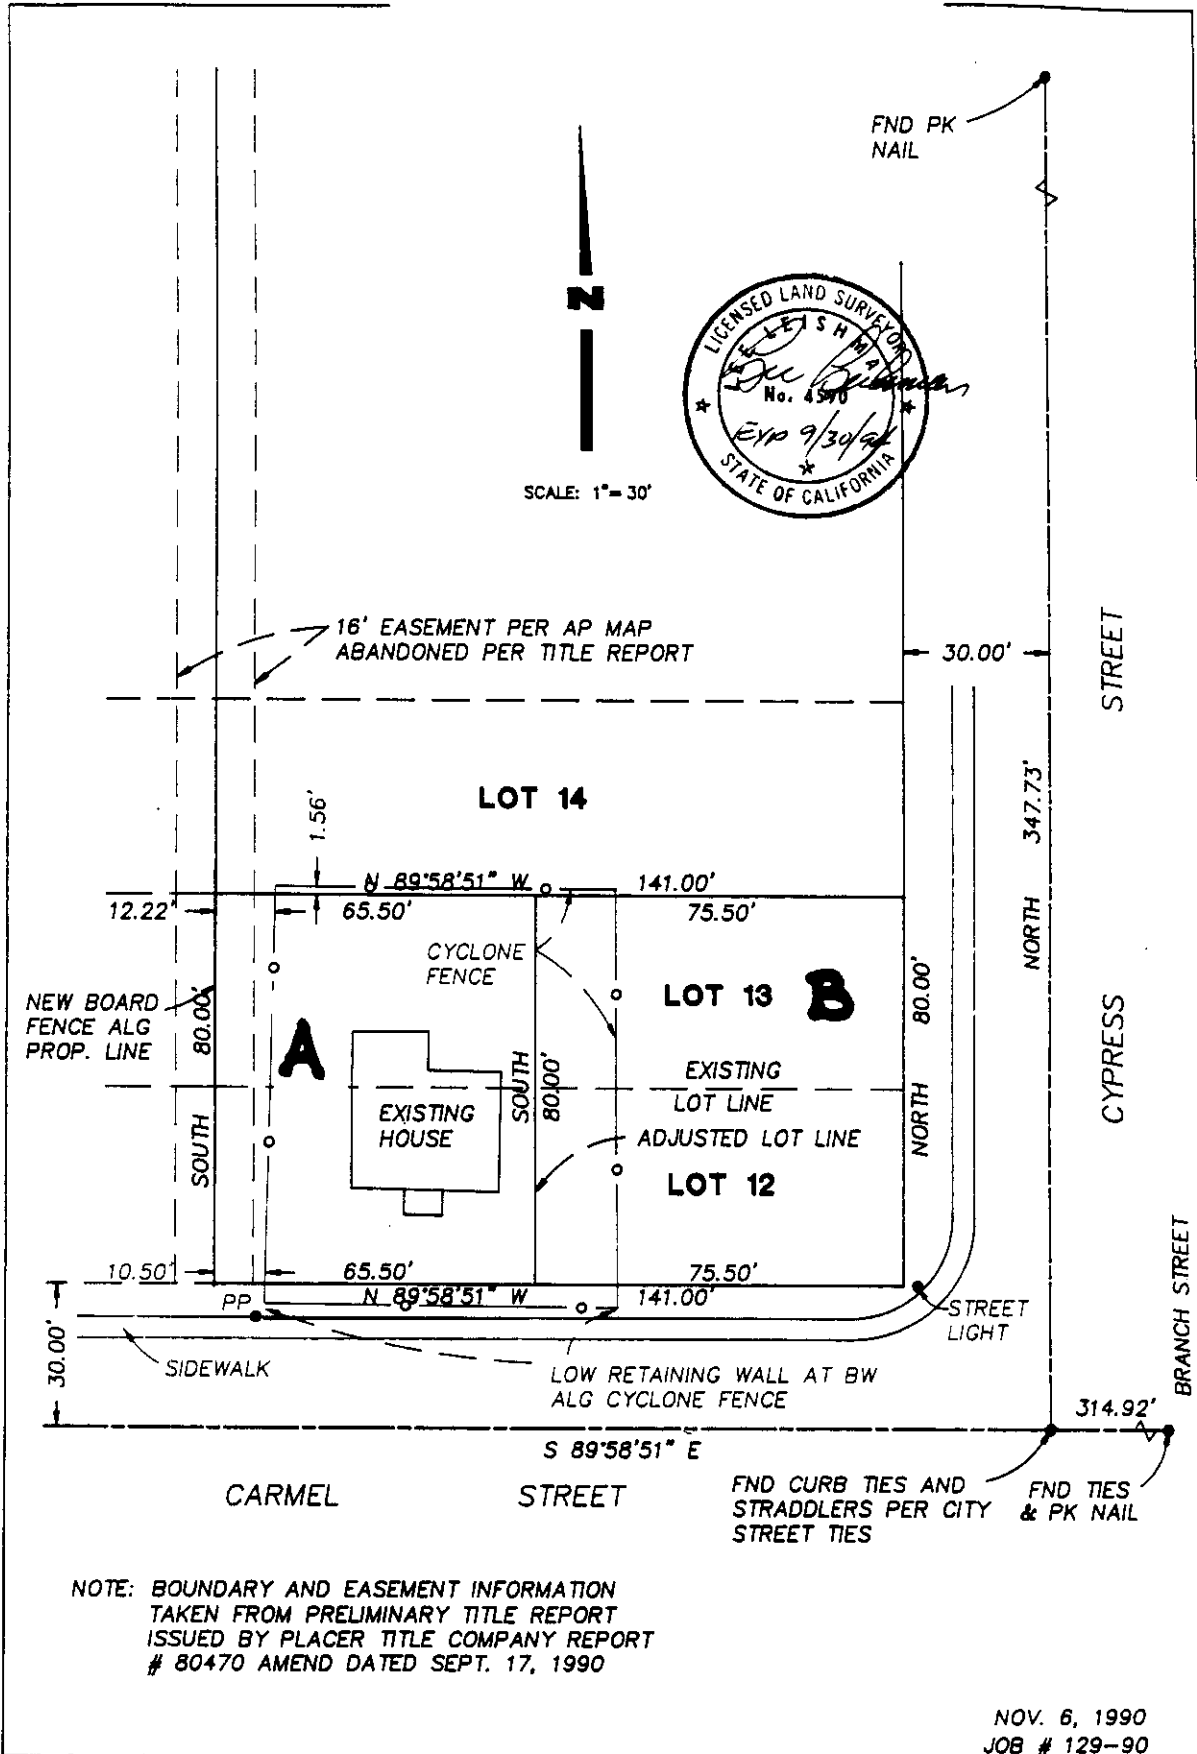 FND PK
NAIL
N
LICENSED LAND SURVEYOR
LEE LEISHMAN
No. 4590
EXP 9/30/94
STATE OF CALIFORNIA
SCALE: 1"= 30'
16' EASEMENT PER AP MAP
ABANDONED PER TITLE REPORT
30.00'
STREET
LOT 14
1.56'
NORTH 347.73'
N 89°58'51" W
141.00'
12.22'
65.50'
75.50'
CYCLONE
FENCE
LOT 13
B
NEW BOARD
FENCE ALG
PROP. LINE
SOUTH 80.00'
A
SOUTH
80.00'
NORTH 80.00'
CYPRESS
EXISTING
LOT LINE
EXISTING
HOUSE
ADJUSTED LOT LINE
LOT 12
10.50'
65.50'
75.50'
N 89°58'51" W
141.00'
PP
STREET
LIGHT
BRANCH STREET
30.00'
SIDEWALK
LOW RETAINING WALL AT BW
ALG CYCLONE FENCE
314.92'
S 89°58'51" E
CARMEL STREET
FND CURB TIES AND
STRADDLERS PER CITY
STREET TIES
FND TIES
& PK NAIL
NOTE: BOUNDARY AND EASEMENT INFORMATION
TAKEN FROM PRELIMINARY TITLE REPORT
ISSUED BY PLACER TITLE COMPANY REPORT
# 80470 AMEND DATED SEPT. 17, 1990
NOV. 6, 1990
JOB # 129-90